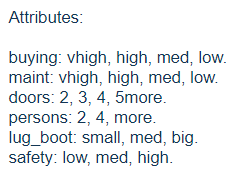 Attributes:
buying: vhigh, high, med, low.
maint: vhigh, high, med, low.
doors: 2, 3, 4, 5more.
persons: 2, 4, more.
lug_boot: small, med, big.
safety: low, med, high.